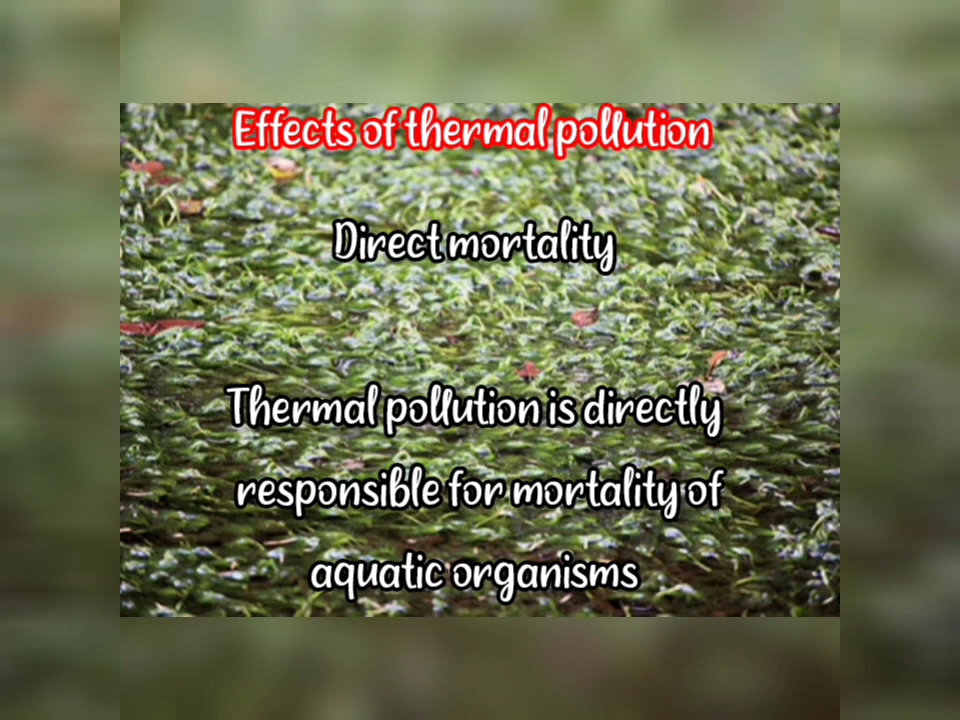 Effects of thermal pollution
Direct mortality
Thermal pollution is directly
responsible for mortality of
aquatic organisms